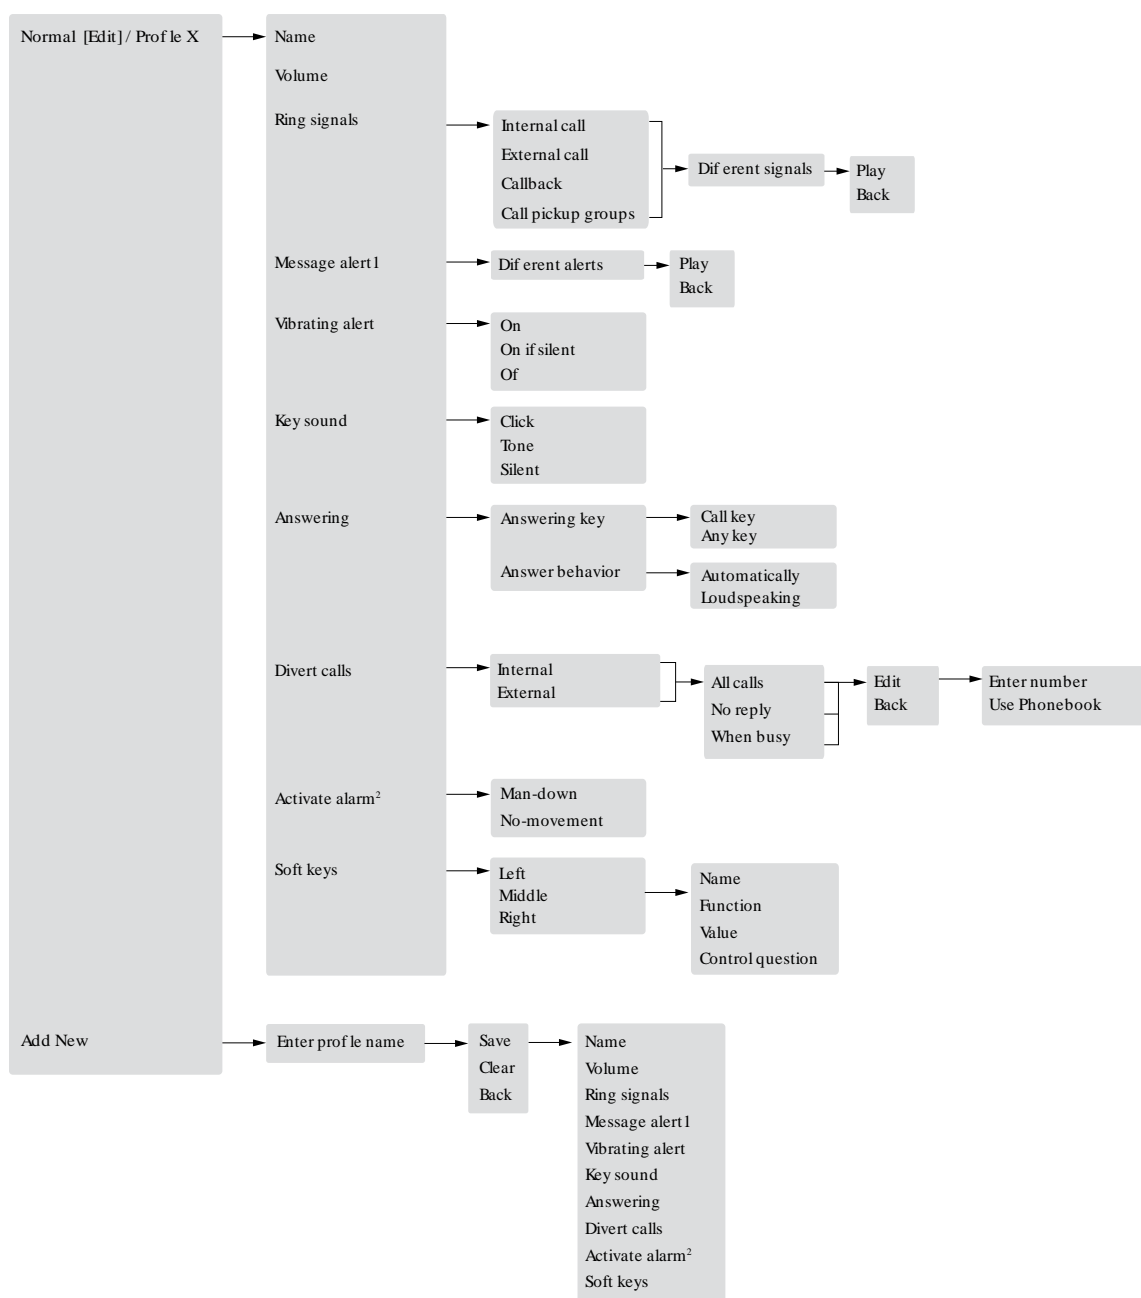 Normal [Edit] / Prof le X
Name
Volume
Ring signals
Internal call
External call
Callback
Call pickup groups
Dif erent signals
Play
Back
Message alert1
Dif erent alerts
Play
Back
Vibrating alert
On
On if silent
Of
Key sound
Click
Tone
Silent
Answering
Answering key
Call key
Any key
Answer behavior
Automatically
Loudspeaking
Divert calls
Internal
External
All calls
No reply
When busy
Edit
Back
Enter number
Use Phonebook
Activate alarm²
Man-down
No-movement
Soft keys
Left
Middle
Right
Name
Function
Value
Control question
Add New
Enter prof le name
Save
Clear
Back
Name
Volume
Ring signals
Message alert1
Vibrating alert
Key sound
Answering
Divert calls
Activate alarm²
Soft keys